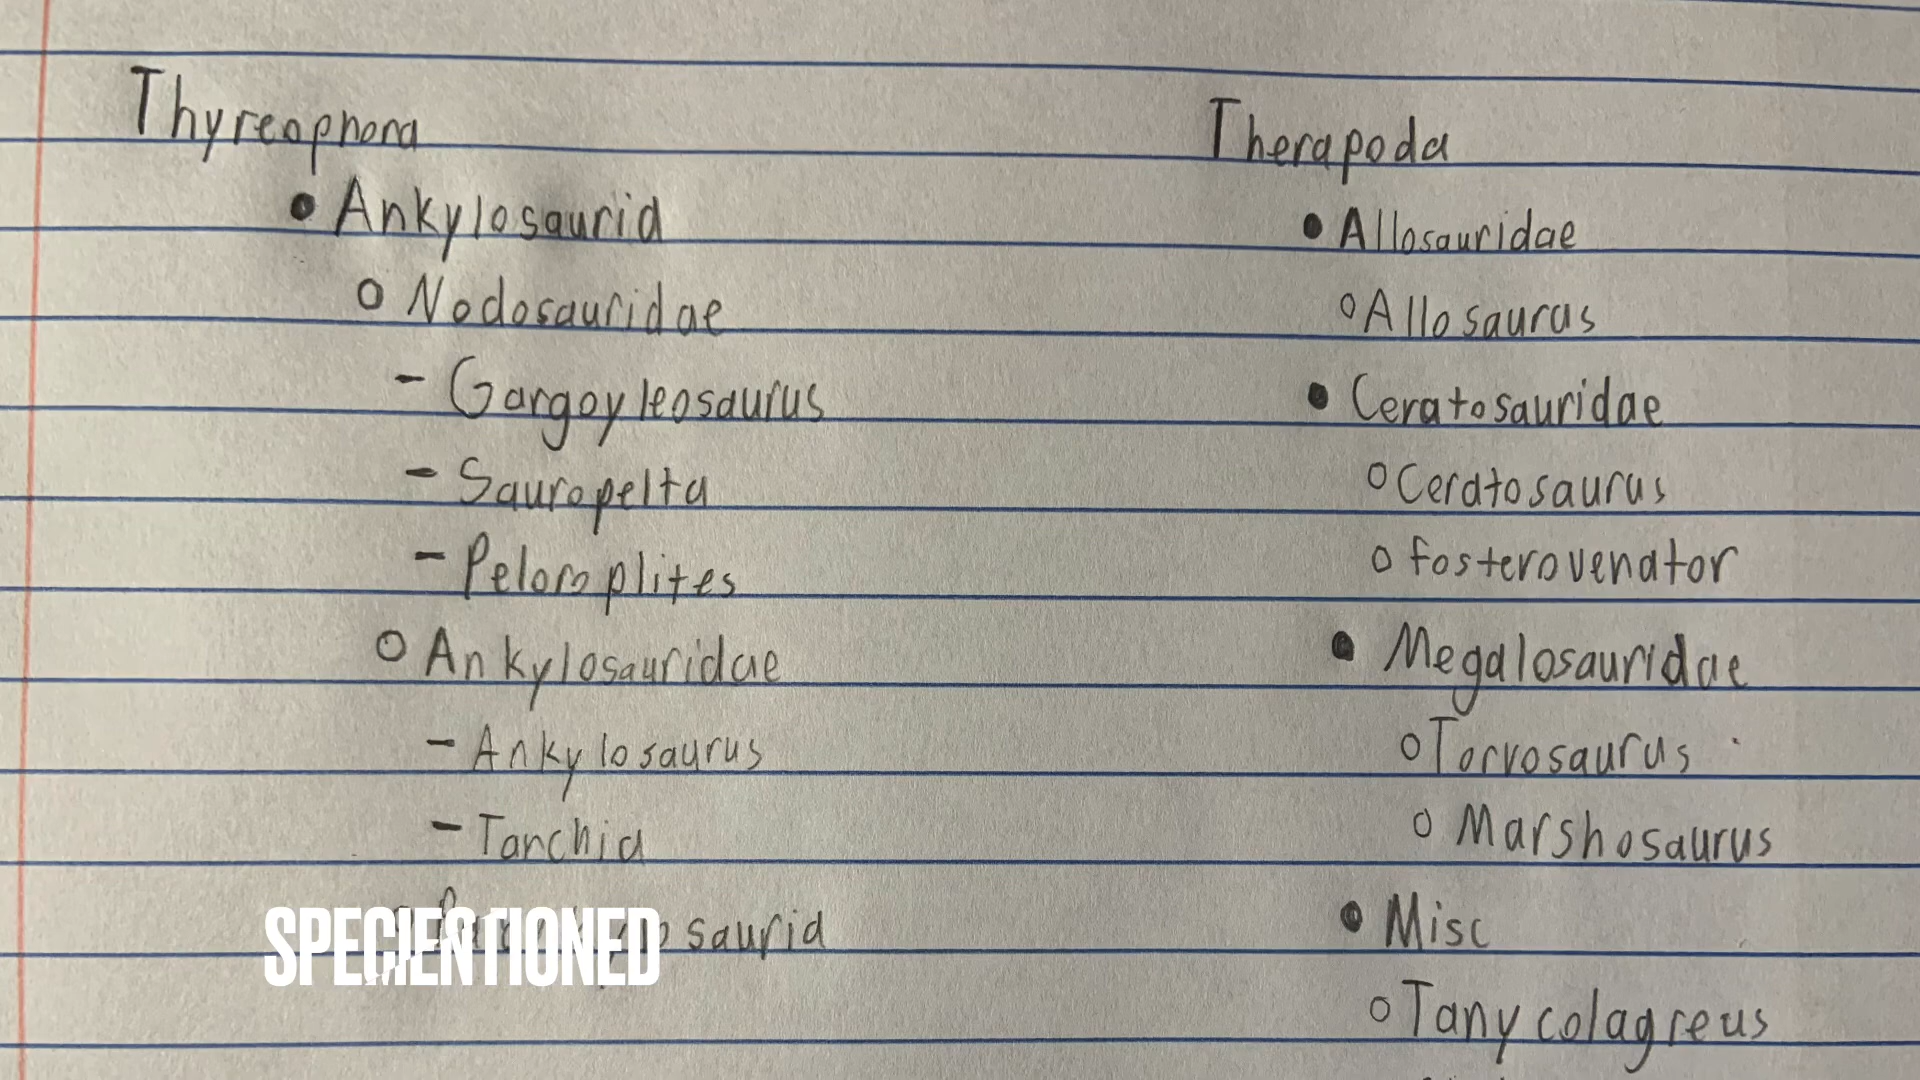 Thyreophora
• Ankylosaurid
o Nodosauridae
- Gargoyleosaurus
- Sauropelta
- Peloroplites
o Ankylosauridae
- Ankylosaurus
- Tarchia
saurid
Therapoda
• Allosauridae
o Allosaurus
• Ceratosauridae
o Ceratosaurus
o fosterovenator
• Megalosauridae
o Torvosaurus
o Marshosaurus
• Misc
o Tanycolagreus